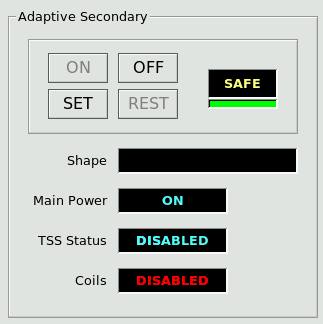 Adaptive Secondary
ON OFF
SAFE
SET REST
Shape
Main Power ON
TSS Status DISABLED
Coils DISABLED